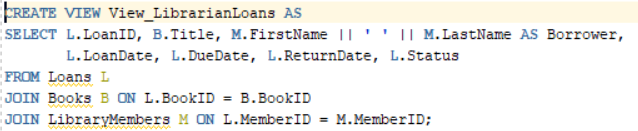 CREATE VIEW View_LibrarianLoans AS
SELECT L.LoanID, B.Title, M.FirstName || ' ' || M.LastName AS Borrower,
L.LoanDate, L.DueDate, L.ReturnDate, L.Status
FROM Loans L
JOIN Books B ON L.BookID = B.BookID
JOIN LibraryMembers M ON L.MemberID = M.MemberID;